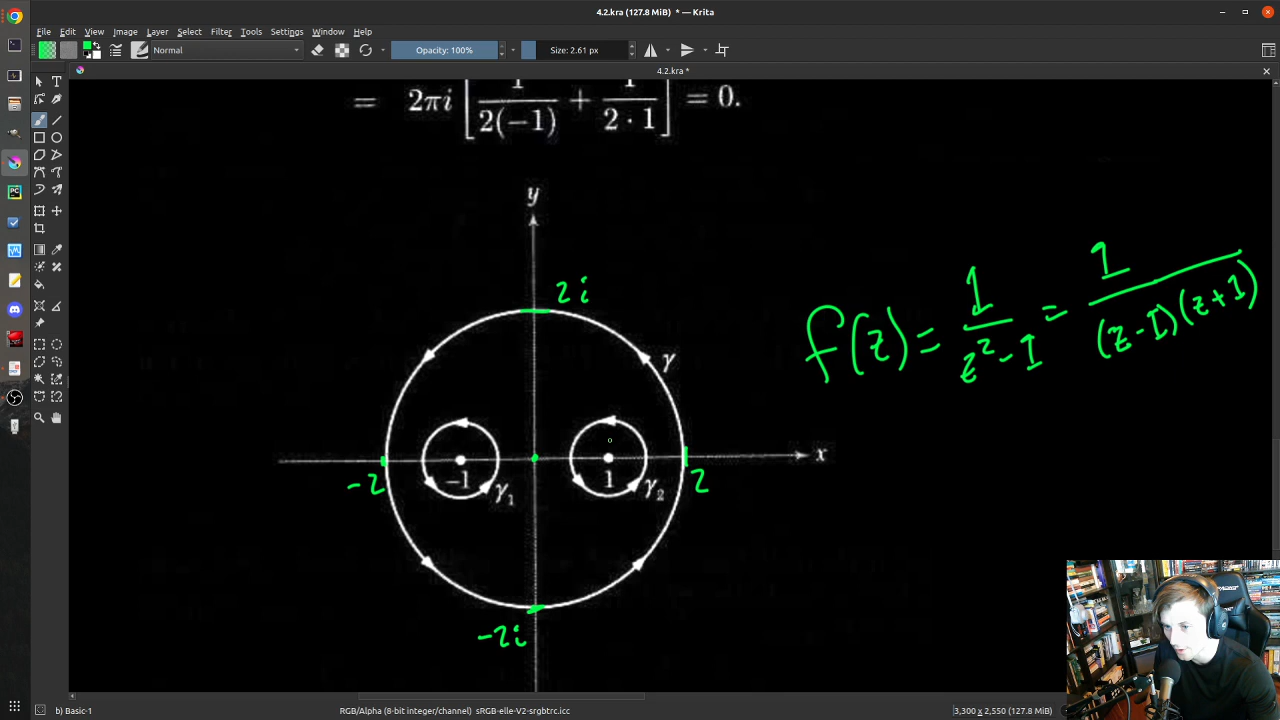 4.2.kra (127.8 MiB) * — Krita
File Edit View Image Layer Select Filter Tools Settings Window Help
Normal Opacity: 100% Size: 2.61 px
4.2.kra *
= 2πi [ 1/2(−1) + 1/2 · 1 ] = 0.
y
2i
f(z) = 1/z²-1 = 1/(z-1)(z+1)
γ
x
-2 −1 γ₁ 1 γ₂ 2
-2i
b) Basic-1 RGB/Alpha (8-bit integer/channel) sRGB-elle-V2-srgbtrc.icc 3,300 x 2,550 (127.8 MiB)